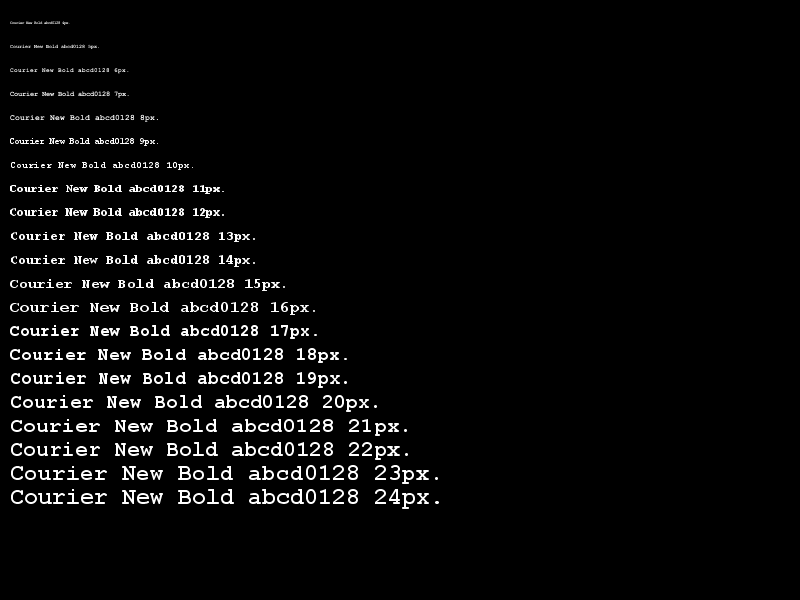 Courier New Bold abcd0128 4px.
Courier New Bold abcd0128 5px.
Courier New Bold abcd0128 6px.
Courier New Bold abcd0128 7px.
Courier New Bold abcd0128 8px.
Courier New Bold abcd0128 9px.
Courier New Bold abcd0128 10px.
Courier New Bold abcd0128 11px.
Courier New Bold abcd0128 12px.
Courier New Bold abcd0128 13px.
Courier New Bold abcd0128 14px.
Courier New Bold abcd0128 15px.
Courier New Bold abcd0128 16px.
Courier New Bold abcd0128 17px.
Courier New Bold abcd0128 18px.
Courier New Bold abcd0128 19px.
Courier New Bold abcd0128 20px.
Courier New Bold abcd0128 21px.
Courier New Bold abcd0128 22px.
Courier New Bold abcd0128 23px.
Courier New Bold abcd0128 24px.